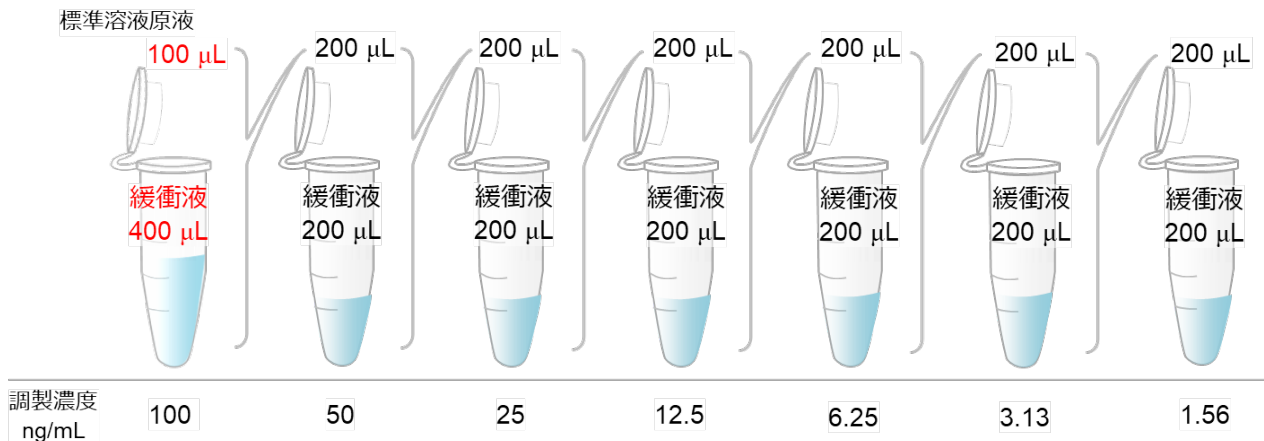 標準溶液原液
100 μL 200 μL 200 μL 200 μL 200 μL 200 μL 200 μL
緩衝液 緩衝液 緩衝液 緩衝液 緩衝液 緩衝液 緩衝液
400 μL 200 μL 200 μL 200 μL 200 μL 200 μL 200 μL
調製濃度
ng/mL
100 50 25 12.5 6.25 3.13 1.56